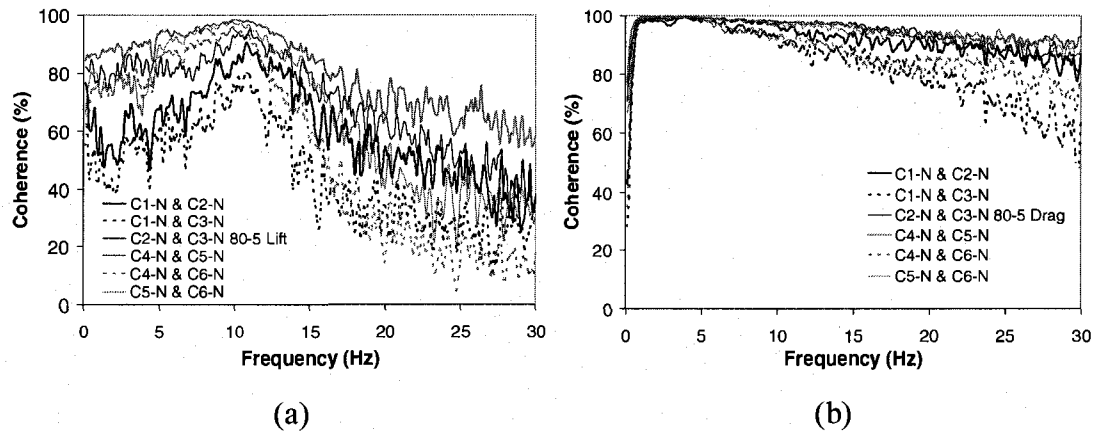 100
80
60
40
20
0
Coherence (%)
C1-N & C2-N
C1-N & C3-N
C2-N & C3-N 80-5 Lift
C4-N & C5-N
C4-N & C6-N
C5-N & C6-N
0 5 10 15 20 25 30
Frequency (Hz)
(a)
100
80
60
40
20
0
Coherence (%)
C1-N & C2-N
C1-N & C3-N
C2-N & C3-N 80-5 Drag
C4-N & C5-N
C4-N & C6-N
C5-N & C6-N
0 5 10 15 20 25 30
Frequency (Hz)
(b)